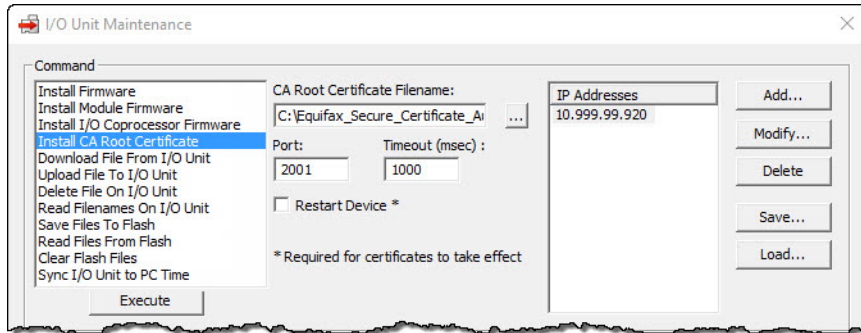 I/O Unit Maintenance
Command
Install Firmware
Install Module Firmware
Install I/O Coprocessor Firmware
Install CA Root Certificate
Download File From I/O Unit
Upload File To I/O Unit
Delete File On I/O Unit
Read Filenames On I/O Unit
Save Files To Flash
Read Files From Flash
Clear Flash Files
Sync I/O Unit to PC Time
Execute
CA Root Certificate Filename:
C:\Equifax_Secure_Certificate_Au
...
Port: Timeout (msec) :
2001 1000
Restart Device *
* Required for certificates to take effect
IP Addresses
10.999.99.920
Add...
Modify...
Delete
Save...
Load...